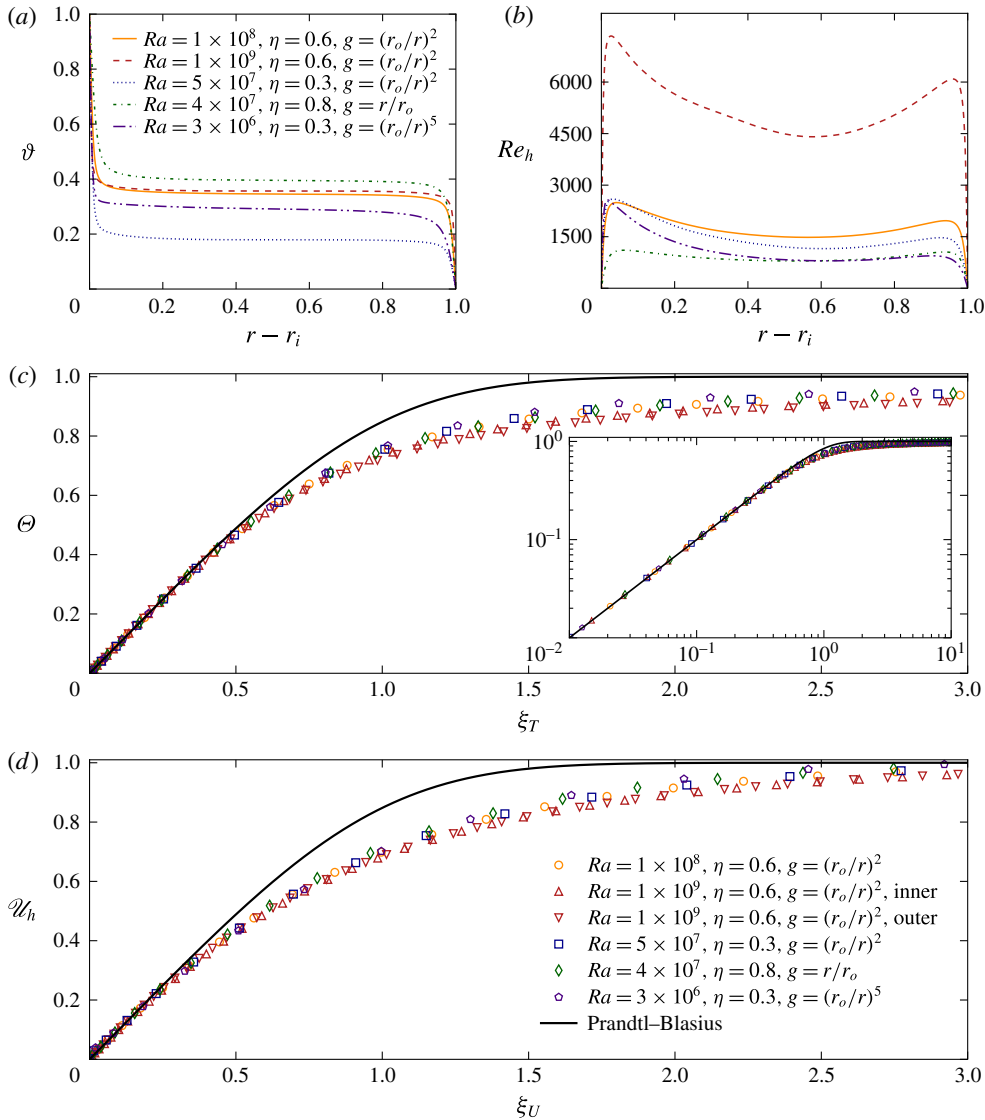 (a)
1.0
0.8
0.6
0.4
0.2
ϑ
Ra = 1 × 10^8, η = 0.6, g = (r_o/r)^2
Ra = 1 × 10^9, η = 0.6, g = (r_o/r)^2
Ra = 5 × 10^7, η = 0.3, g = (r_o/r)^2
Ra = 4 × 10^7, η = 0.8, g = r/r_o
Ra = 3 × 10^6, η = 0.3, g = (r_o/r)^5
0 0.2 0.4 0.6 0.8 1.0
r − r_i
(b)
6000
4500
3000
1500
Re_h
0 0.2 0.4 0.6 0.8 1.0
r − r_i
(c)
1.0
0.8
0.6
0.4
0.2
Θ
10^0
10^−1
10^−2 10^−1 10^0 10^1
0 0.5 1.0 1.5 2.0 2.5 3.0
ξ_T
(d)
1.0
0.8
0.6
0.4
0.2
𝒰_h
Ra = 1 × 10^8, η = 0.6, g = (r_o/r)^2
Ra = 1 × 10^9, η = 0.6, g = (r_o/r)^2, inner
Ra = 1 × 10^9, η = 0.6, g = (r_o/r)^2, outer
Ra = 5 × 10^7, η = 0.3, g = (r_o/r)^2
Ra = 4 × 10^7, η = 0.8, g = r/r_o
Ra = 3 × 10^6, η = 0.3, g = (r_o/r)^5
Prandtl–Blasius
0 0.5 1.0 1.5 2.0 2.5 3.0
ξ_U